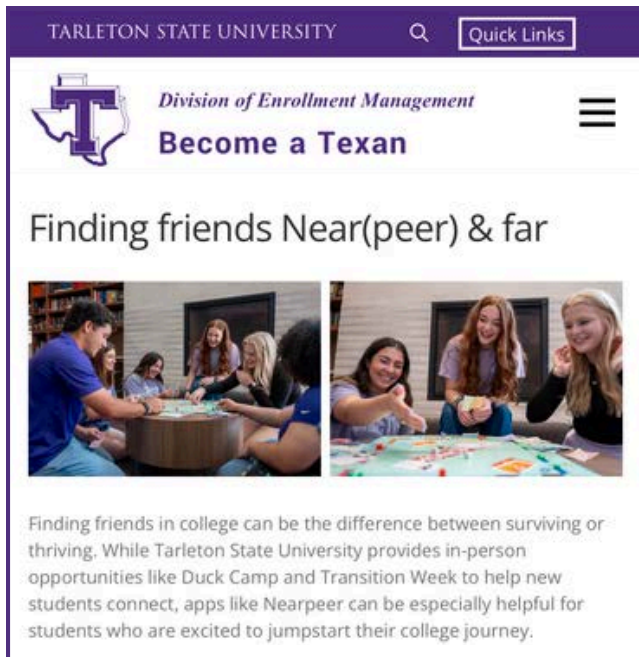 TARLETON STATE UNIVERSITY Quick Links
T
Division of Enrollment Management
Become a Texan
Finding friends Near(peer) & far
Finding friends in college can be the difference between surviving or
thriving. While Tarleton State University provides in-person
opportunities like Duck Camp and Transition Week to help new
students connect, apps like Nearpeer can be especially helpful for
students who are excited to jumpstart their college journey.